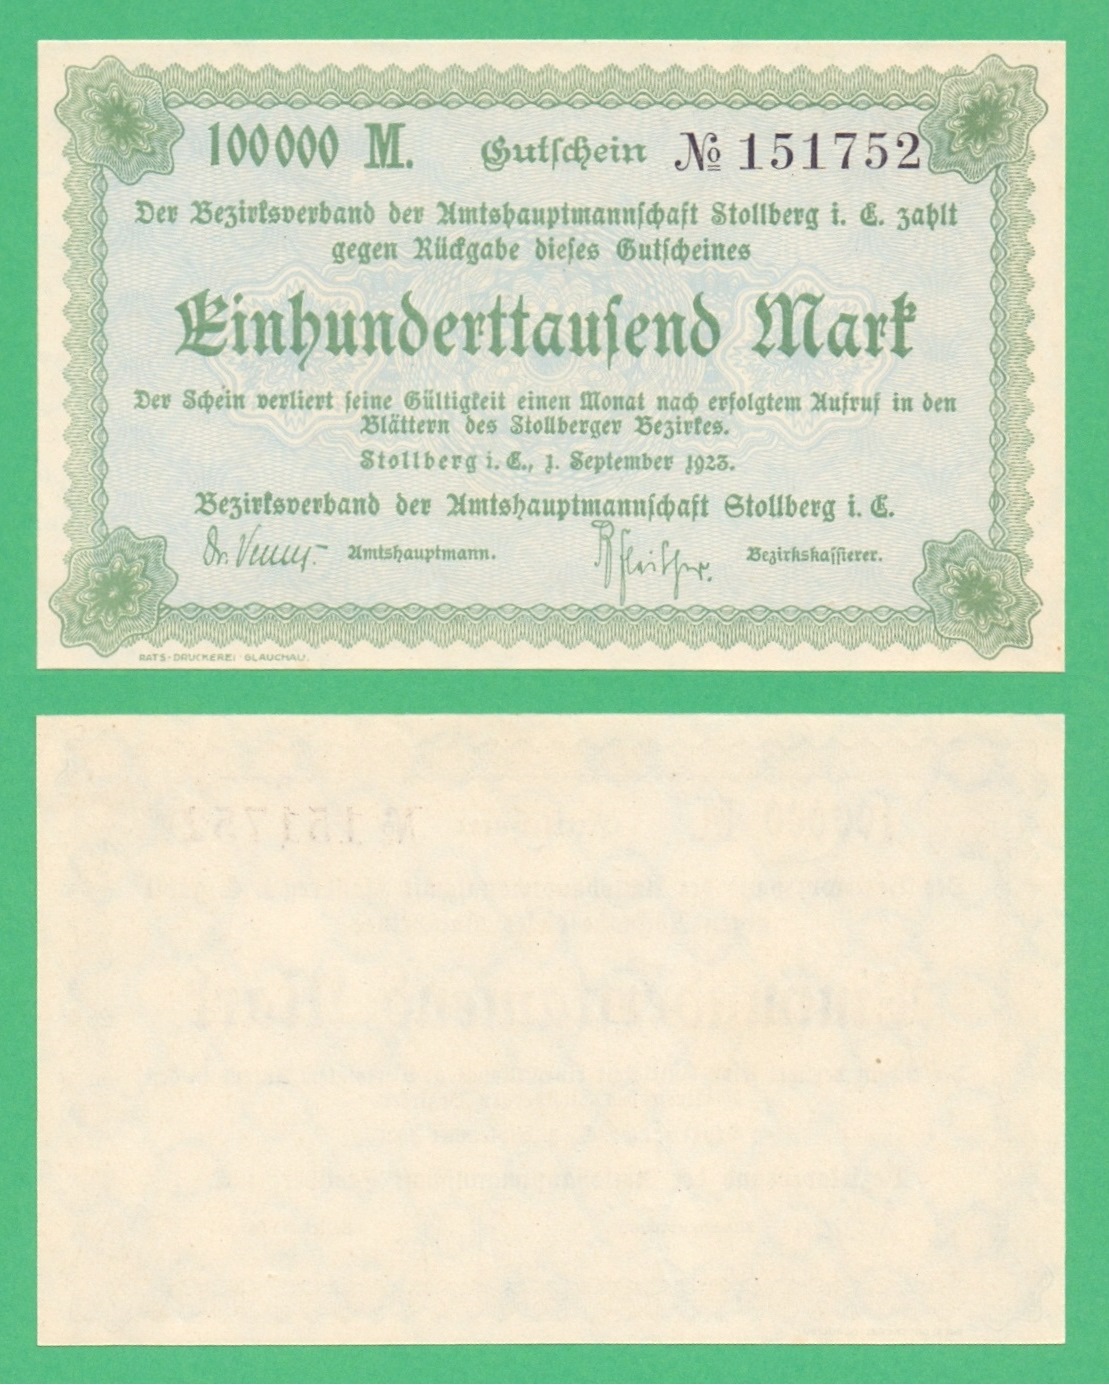 100000 M. Gutschein № 151752
Der Bezirksverband der Amtshauptmannschaft Stollberg i. E. zahlt
gegen Rückgabe dieses Gutscheines
Einhunderttausend Mark
Der Schein verliert seine Gültigkeit einen Monat nach erfolgtem Aufruf in den
Blättern des Stollberger Bezirkes.
Stollberg i. E., 1. September 1923.
Bezirksverband der Amtshauptmannschaft Stollberg i. E.
Dr. Amtshauptmann. Bezirkskassierer.
RATS-DRUCKEREI GLAUCHAU.